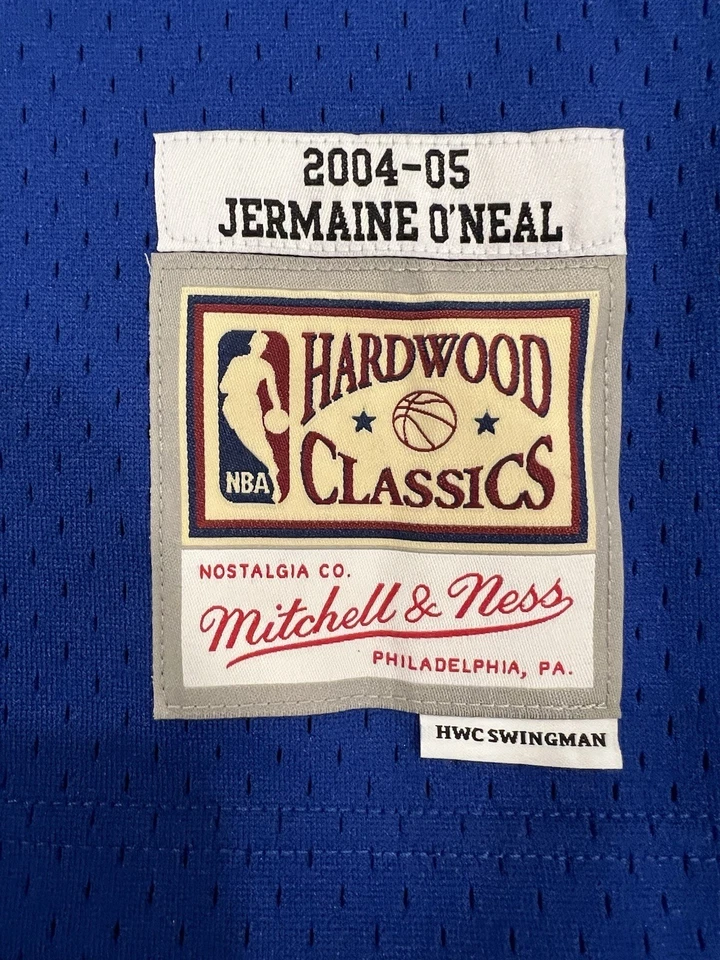 2004-05
JERMAINE O'NEAL
HARDWOOD
CLASSICS
NBA
NOSTALGIA CO.
Mitchell & Ness
PHILADELPHIA, PA.
HWC SWINGMAN